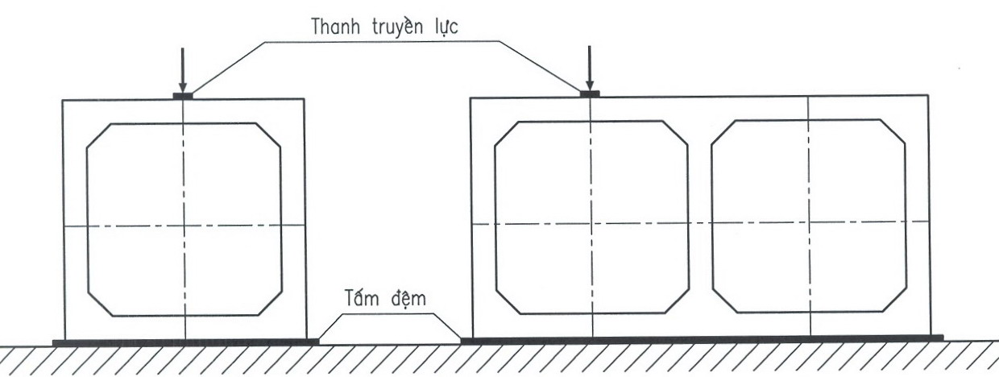 Thanh truyền lực
Tấm đệm